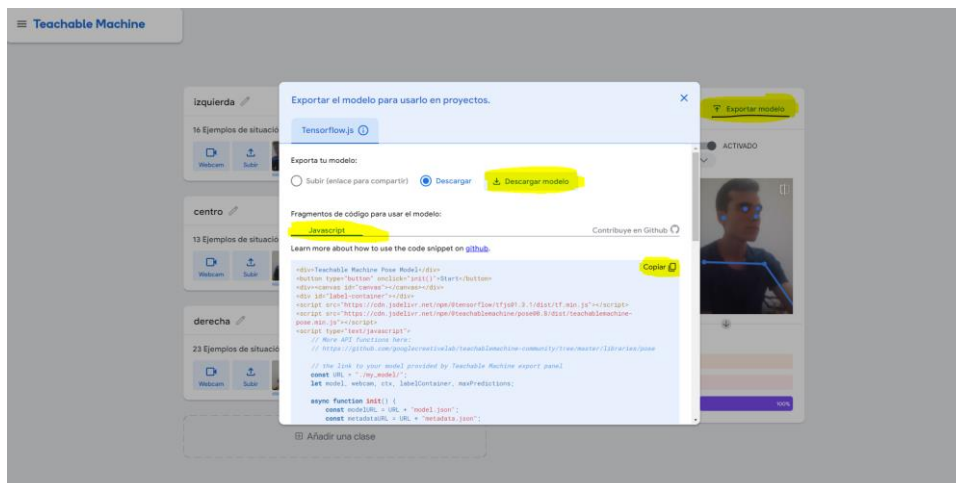 Teachable Machine
izquierda
16 Ejemplos de situació
Webcam
Subir
centro
13 Ejemplos de situació
Webcam
Subir
derecha
23 Ejemplos de situació
Webcam
Subir
Añadir una clase
Exportar el modelo para usarlo en proyectos.
Tensorflow.js
Exporta tu modelo:
Subir (enlace para compartir)
Descargar
Descargar modelo
Fragmentos de código para usar el modelo:
Javascript
Contribuye en Github
Learn more about how to use the code snippet on github.
Copiar
<div>Teachable Machine Pose Model</div>
<button type="button" onclick="init()">Start</button>
<div><canvas id="canvas"></canvas></div>
<div id="label-container"></div>
<script src="https://cdn.jsdelivr.net/npm/@tensorflow/tfjs@1.3.1/dist/tf.min.js"></script>
<script src="https://cdn.jsdelivr.net/npm/@teachablemachine/pose@0.8/dist/teachablemachine-
pose.min.js"></script>
<script type="text/javascript">
// More API functions here:
// https://github.com/googlecreativelab/teachablemachine-community/tree/master/libraries/pose
// the link to your model provided by Teachable Machine export panel
const URL = "./my_model/";
let model, webcam, ctx, labelContainer, maxPredictions;
async function init() {
const modelURL = URL + "model.json";
const metadataURL = URL + "metadata.json";
Exportar modelo
ACTIVADO
100%